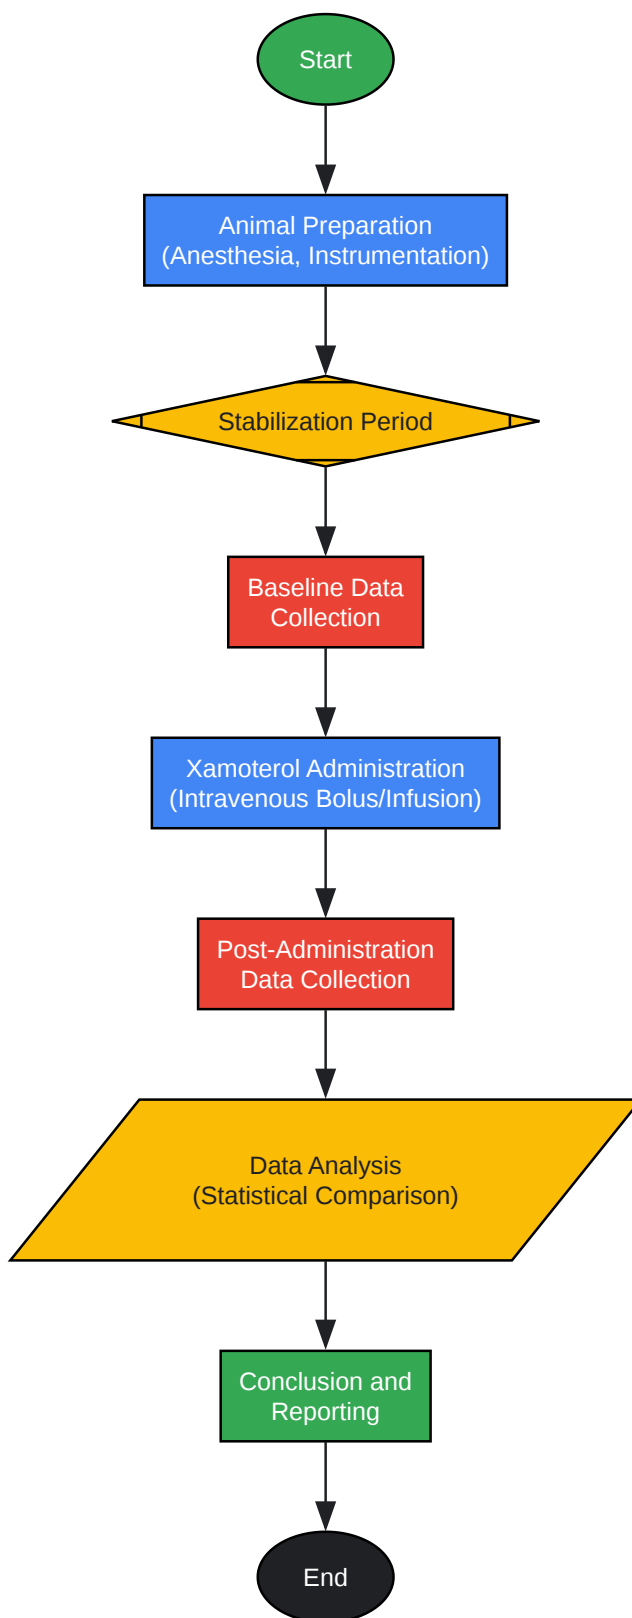 Start
Animal Preparation
(Anesthesia, Instrumentation)
Stabilization Period
Baseline Data
Collection
Xamoterol Administration
(Intravenous Bolus/Infusion)
Post-Administration
Data Collection
Data Analysis
(Statistical Comparison)
Conclusion and
Reporting
End